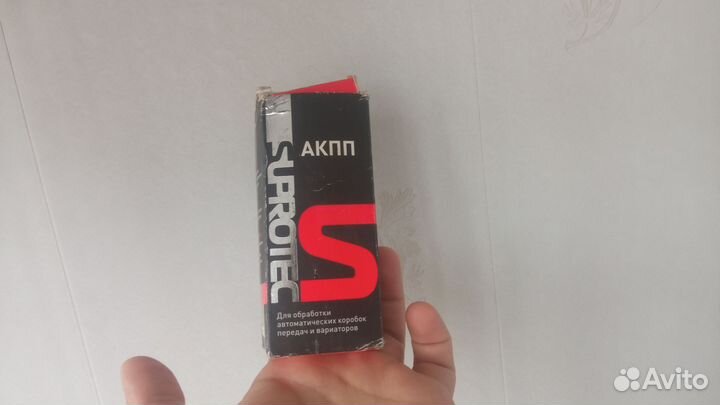 АКПП
SUPROTEC
S
Для обработки
автоматических коробок
передач и вариаторов
Avito